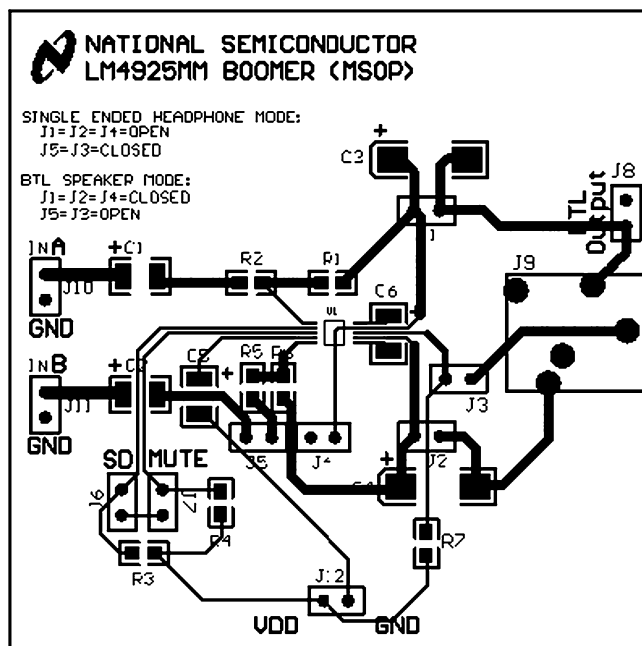 NATIONAL SEMICONDUCTOR
LM4925MM BOOMER (MSOP)
SINGLE ENDED HEADPHONE MODE:
J1=J2=J4=OPEN
J5=J3=CLOSED
BTL SPEAKER MODE:
J1=J2=J4=CLOSED
J5=J3=OPEN
+
C3
J8
BTL
Output
1
INA
+C1
R2
R1
J9
J10
C6
U1
GND
INB
+C2
C5
+
R5
R6
J3
J11
GND
J5
J4
J2
SD MUTE
+
J6
J7
R4
R7
R3
J12
VDD
GND